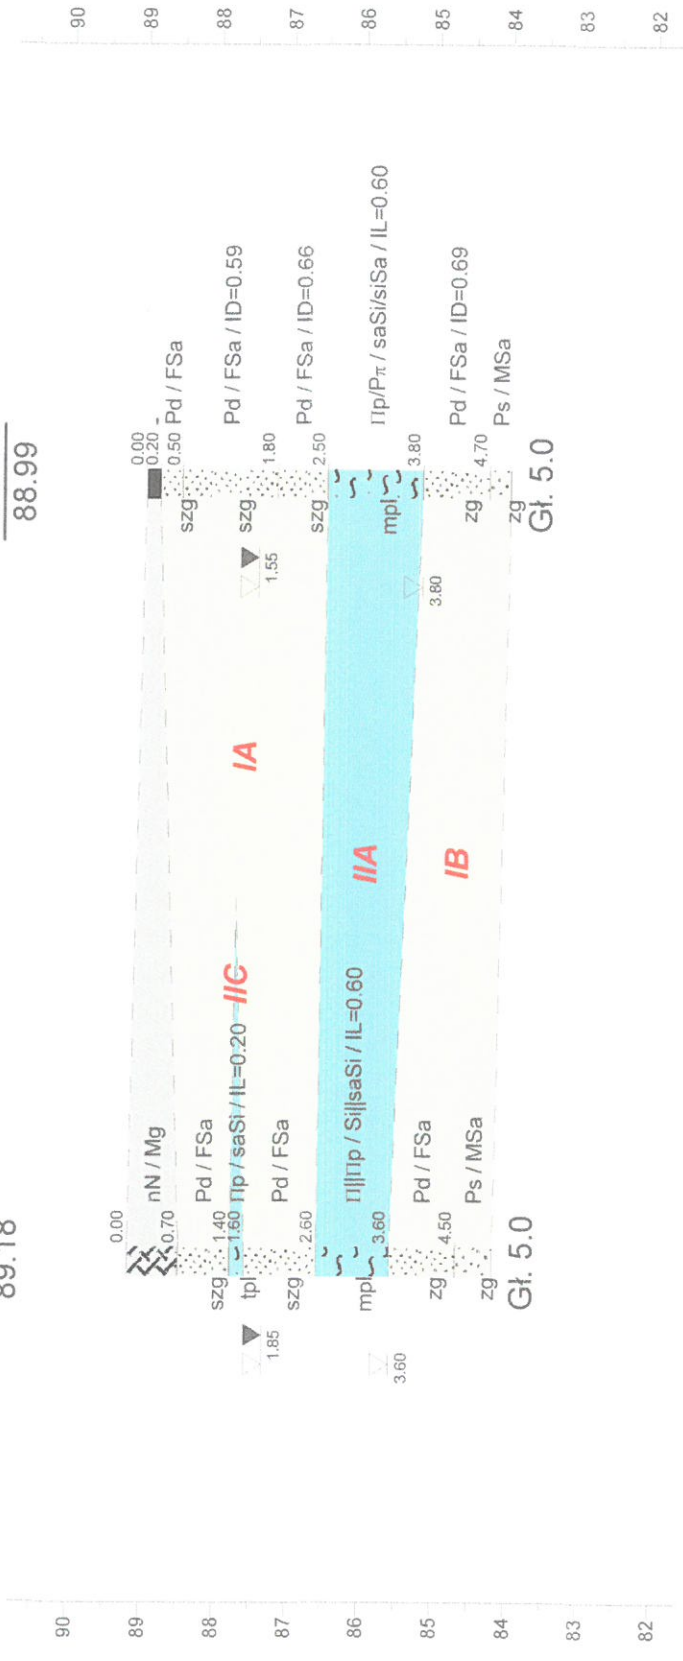 89.18
88.99
90
89
88
87
86
85
84
83
82
0.00
0.70
1.40
1.60
2.60
3.60
4.50
nN / Mg
Pd / FSa
Πp / saSi / IL=0.20
Pd / FSa
Π||Πp / Si||saSi / IL=0.60
Pd / FSa
Ps / MSa
szg
tpl
szg
mpl
zg
zg
Gł. 5.0
1.85
3.60
IIC
IA
IIA
IB
0.00
0.20
0.50
1.80
2.50
3.80
4.70
Pd / FSa
Pd / FSa / ID=0.59
Pd / FSa / ID=0.66
Πp/Pπ / saSi/siSa / IL=0.60
Pd / FSa / ID=0.69
Ps / MSa
szg
szg
szg
mpl
zg
zg
Gł. 5.0
1.55
3.80
90
89
88
87
86
85
84
83
82